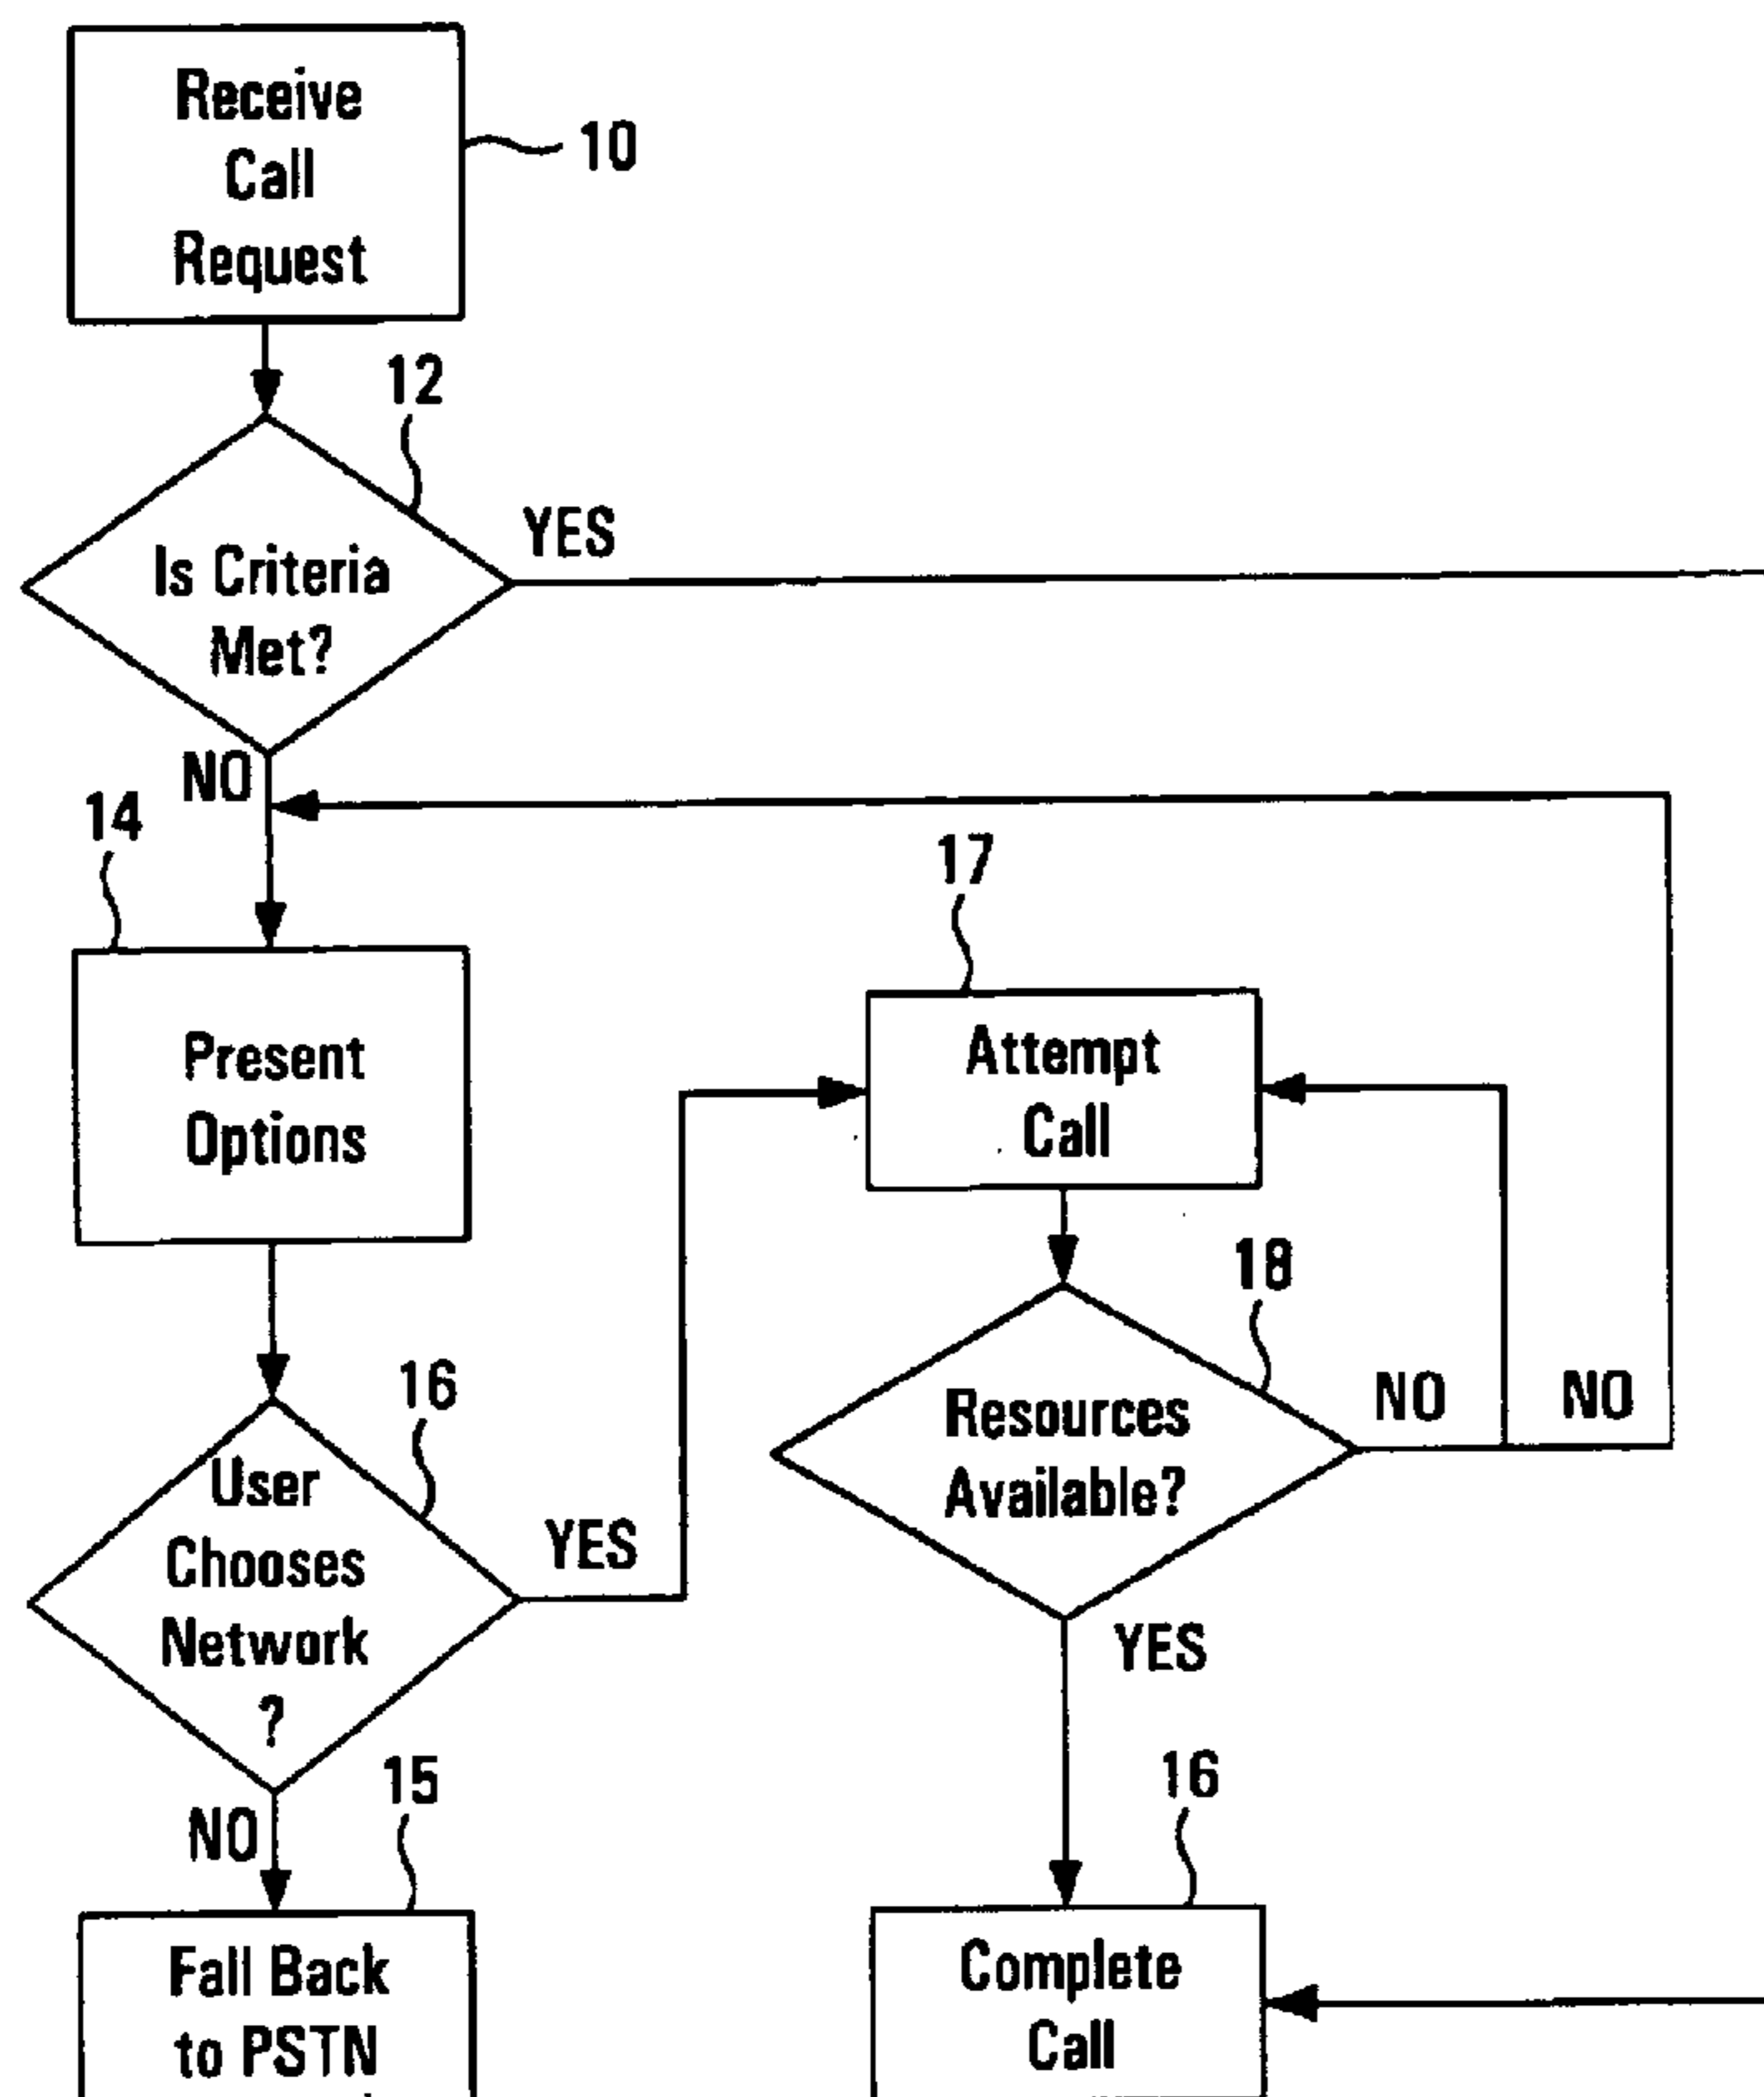 Receive
Call
Request
10
12
Is Criteria
Met?
YES
NO
14
Present
Options
17
Attempt
Call
18
Resources
Available?
NO
NO
YES
16
User
Chooses
Network
?
YES
NO
15
Fall Back
to PSTN
16
Complete
Call